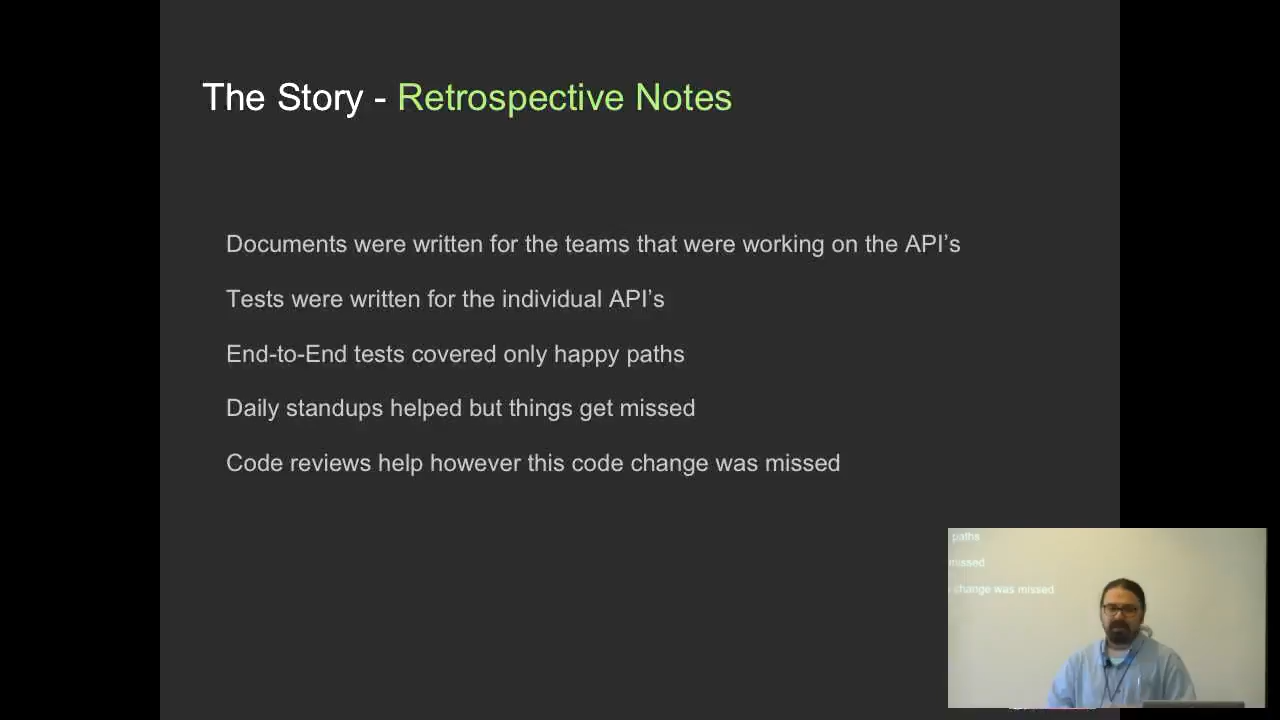 The Story - Retrospective Notes
Documents were written for the teams that were working on the API’s
Tests were written for the individual API’s
End-to-End tests covered only happy paths
Daily standups helped but things get missed
Code reviews help however this code change was missed
paths
missed
change was missed